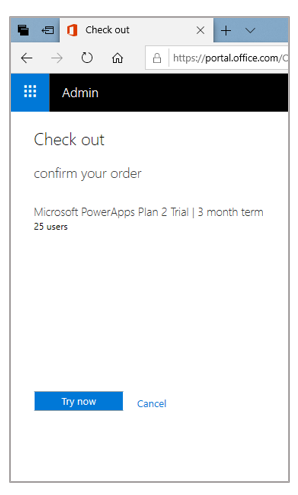 Check out
https://portal.office.com/
Admin
Check out
confirm your order
Microsoft PowerApps Plan 2 Trial | 3 month term
25 users
Try now
Cancel